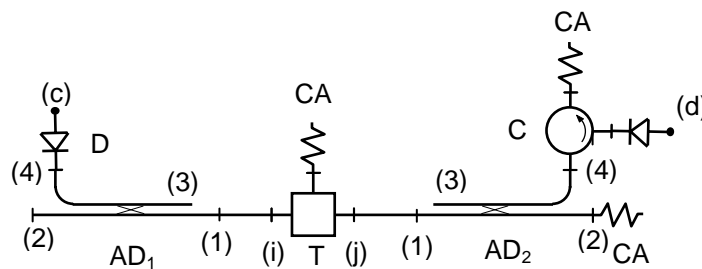 CA
CA
(c)
(d)
D
C
(4)
(3)
(3)
(4)
(2)
(1)
(i)
T
(j)
(1)
(2)
AD₁
AD₂
CA